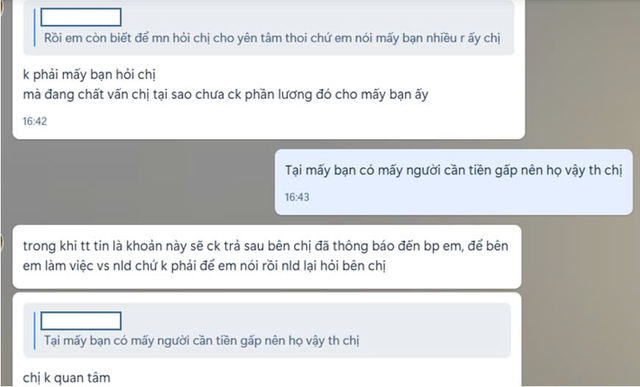 Rồi em còn biết để mn hỏi chị cho yên tâm thoi chứ em nói mấy bạn nhiều r ấy chị
k phải mấy bạn hỏi chị
mà đang chất vấn chị tại sao chưa ck phần lương đó cho mấy bạn ấy
16:42
Tại mấy bạn có mấy người cần tiền gấp nên họ vậy th chị
16:43
trong khi tt tin là khoản này sẽ ck trả sau bên chị đã thông báo đến bp em, để bên
em làm việc vs nld chứ k phải để em nói rồi nld lại hỏi bên chị
Tại mấy bạn có mấy người cần tiền gấp nên họ vậy th chị
chị k quan tâm